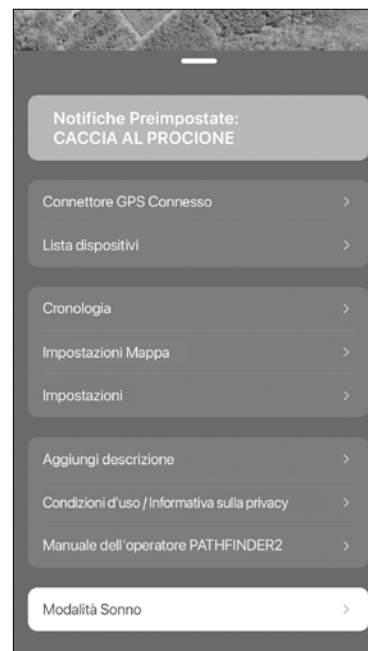 Notifiche Preimpostate:
CACCIA AL PROCIONE
Connettore GPS Connesso
Lista dispositivi
Cronologia
Impostazioni Mappa
Impostazioni
Aggiungi descrizione
Condizioni d'uso / Informativa sulla privacy
Manuale dell'operatore PATHFINDER2
Modalità Sonno